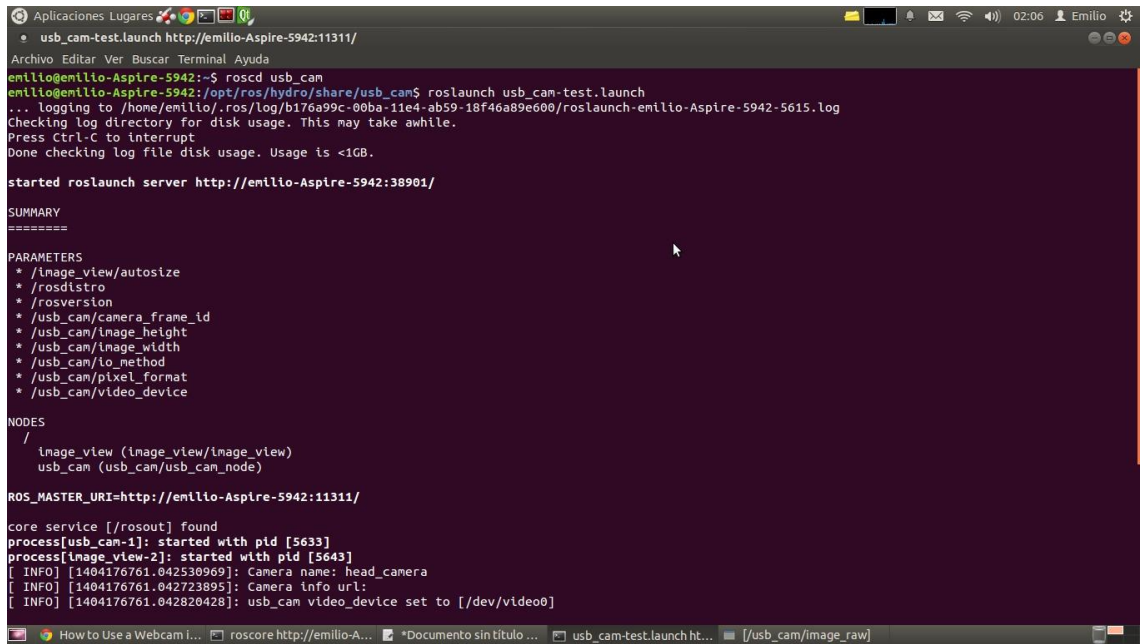 Aplicaciones Lugares 02:06 Emilio
usb_cam-test.launch http://emilio-Aspire-5942:11311/
Archivo Editar Ver Buscar Terminal Ayuda
emilio@emilio-Aspire-5942:~$ roscd usb_cam
emilio@emilio-Aspire-5942:/opt/ros/hydro/share/usb_cam$ roslaunch usb_cam-test.launch
... logging to /home/emilio/.ros/log/b176a99c-00ba-11e4-ab59-18f46a89e600/roslaunch-emilio-Aspire-5942-5615.log
Checking log directory for disk usage. This may take awhile.
Press Ctrl-C to interrupt
Done checking log file disk usage. Usage is <1GB.
started roslaunch server http://emilio-Aspire-5942:38901/
SUMMARY
========
PARAMETERS
* /image_view/autosize
* /rosdistro
* /rosversion
* /usb_cam/camera_frame_id
* /usb_cam/image_height
* /usb_cam/image_width
* /usb_cam/io_method
* /usb_cam/pixel_format
* /usb_cam/video_device
NODES
/
image_view (image_view/image_view)
usb_cam (usb_cam/usb_cam_node)
ROS_MASTER_URI=http://emilio-Aspire-5942:11311/
core service [/rosout] found
process[usb_cam-1]: started with pid [5633]
process[image_view-2]: started with pid [5643]
[ INFO] [1404176761.042530969]: Camera name: head_camera
[ INFO] [1404176761.042723895]: Camera info url:
[ INFO] [1404176761.042820428]: usb_cam video_device set to [/dev/video0]
How to Use a Webcam i... roscore http://emilio-A... *Documento sin título ... usb_cam-test.launch ht... [/usb_cam/image_raw]